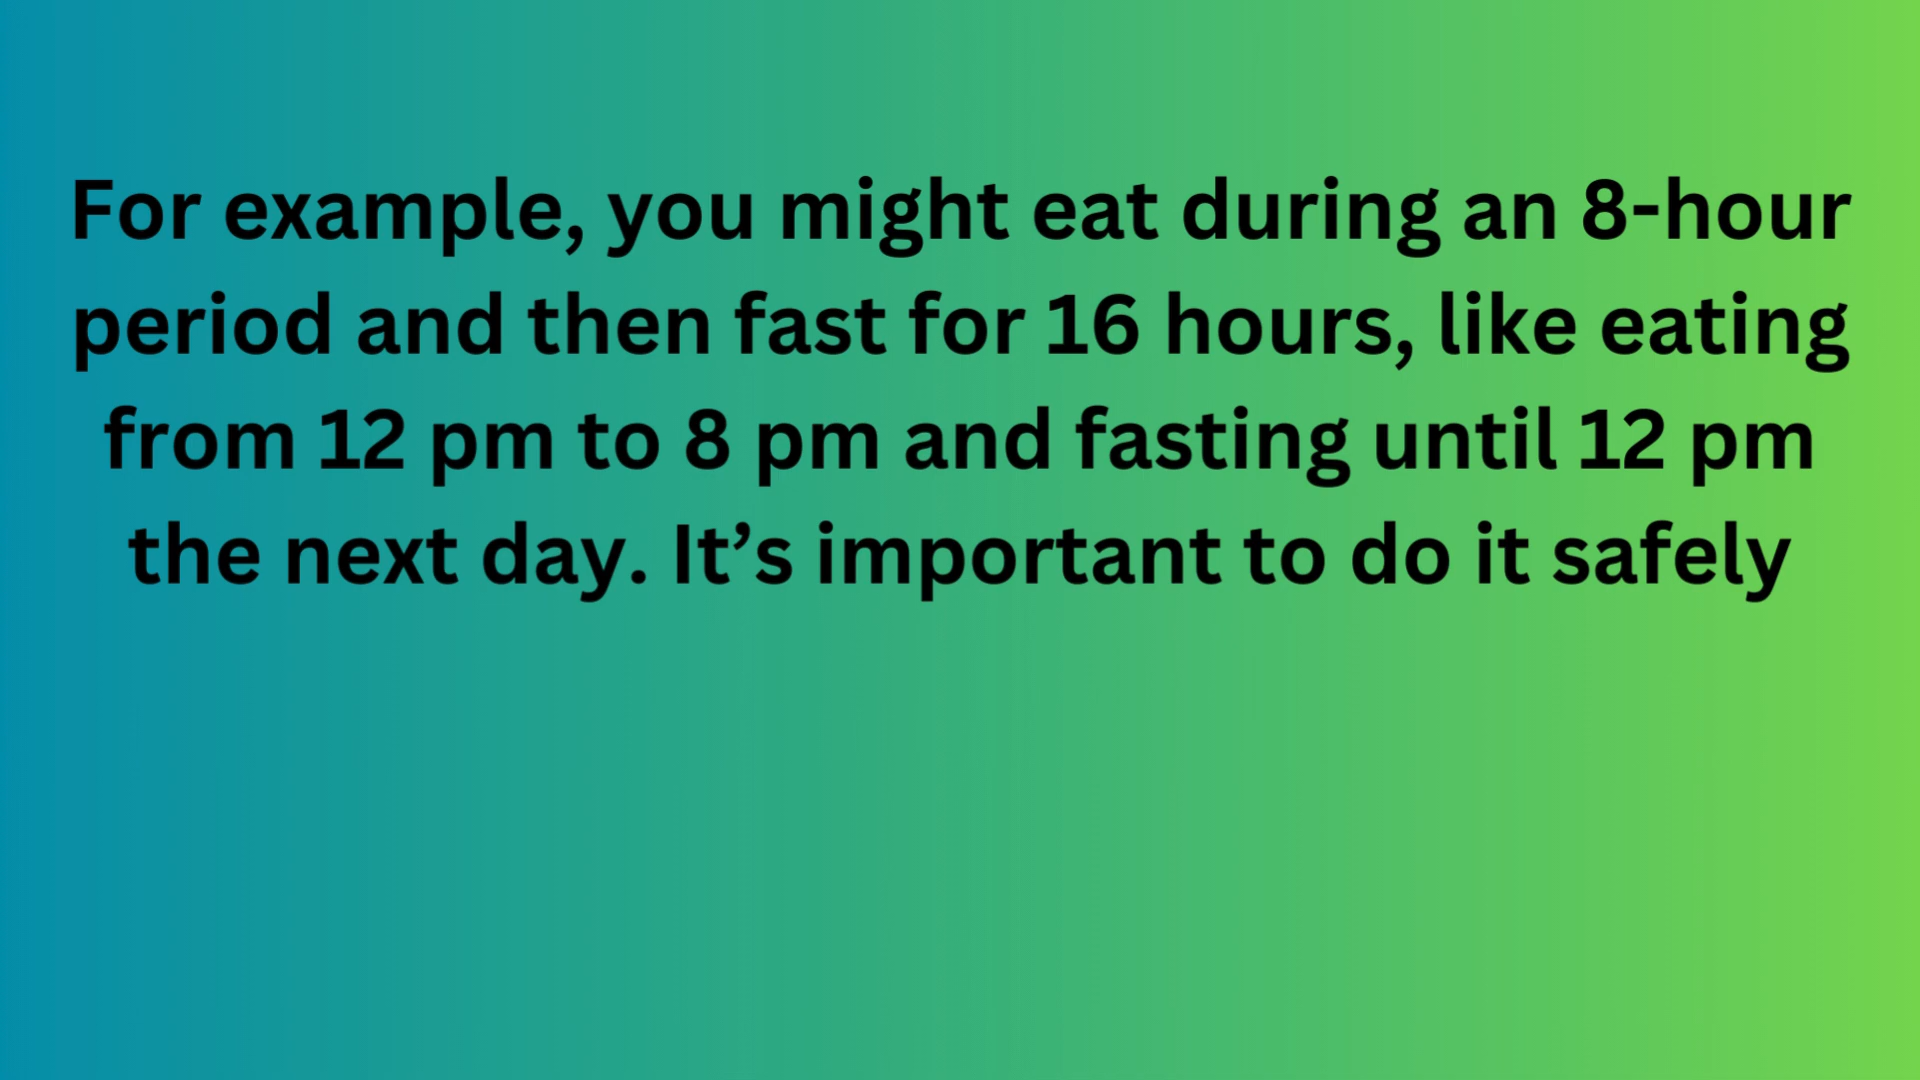 For example, you might eat during an 8-hour
period and then fast for 16 hours, like eating
from 12 pm to 8 pm and fasting until 12 pm
the next day. It’s important to do it safely